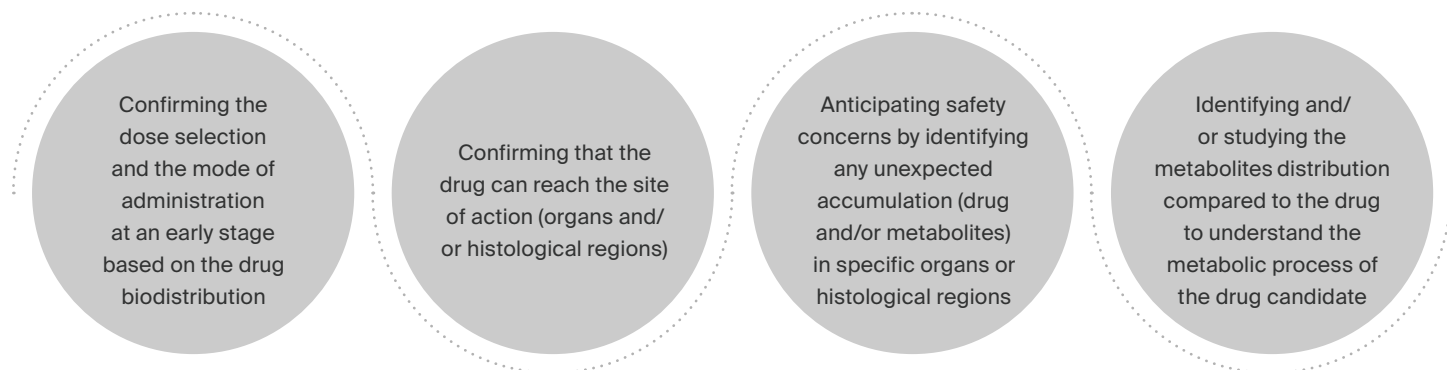 Confirming the
dose selection
and the mode of
administration
at an early stage
based on the drug
biodistribution
Confirming that the
drug can reach the site
of action (organs and/
or histological regions)
Anticipating safety
concerns by identifying
any unexpected
accumulation (drug
and/or metabolites)
in specific organs or
histological regions
Identifying and/
or studying the
metabolites distribution
compared to the drug
to understand the
metabolic process of
the drug candidate